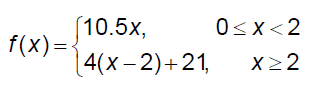 f(x) = { 10.5x, 0 ≤ x < 2
4(x − 2) + 21, x ≥ 2